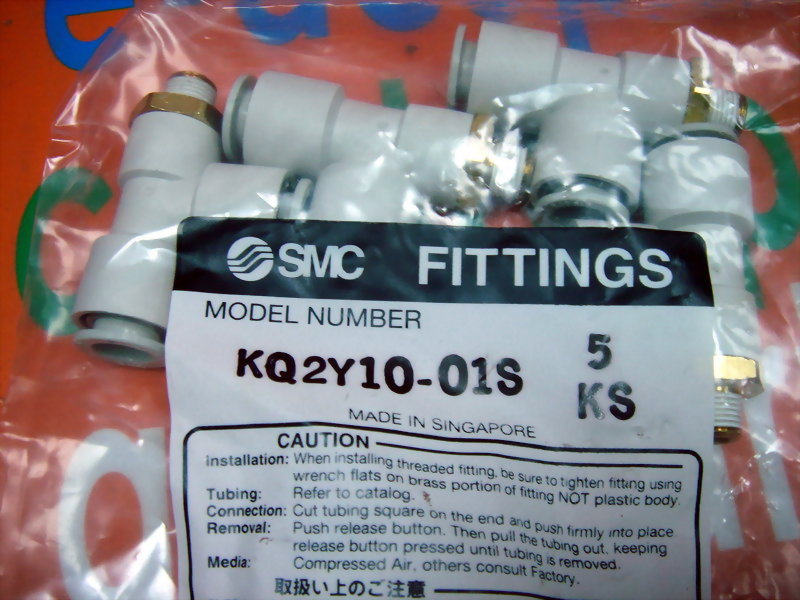 SMC FITTINGS
MODEL NUMBER
KQ2Y10-01S 5
KS
MADE IN SINGAPORE
CAUTION
Installation: When installing threaded fitting, be sure to tighten fitting using
wrench flats on brass portion of fitting NOT plastic body.
Tubing: Refer to catalog.
Connection: Cut tubing square on the end and push firmly into place
Removal: Push release button. Then pull the tubing out, keeping
release button pressed until tubing is removed.
Media: Compressed Air, others consult Factory.
取扱い上のご注意